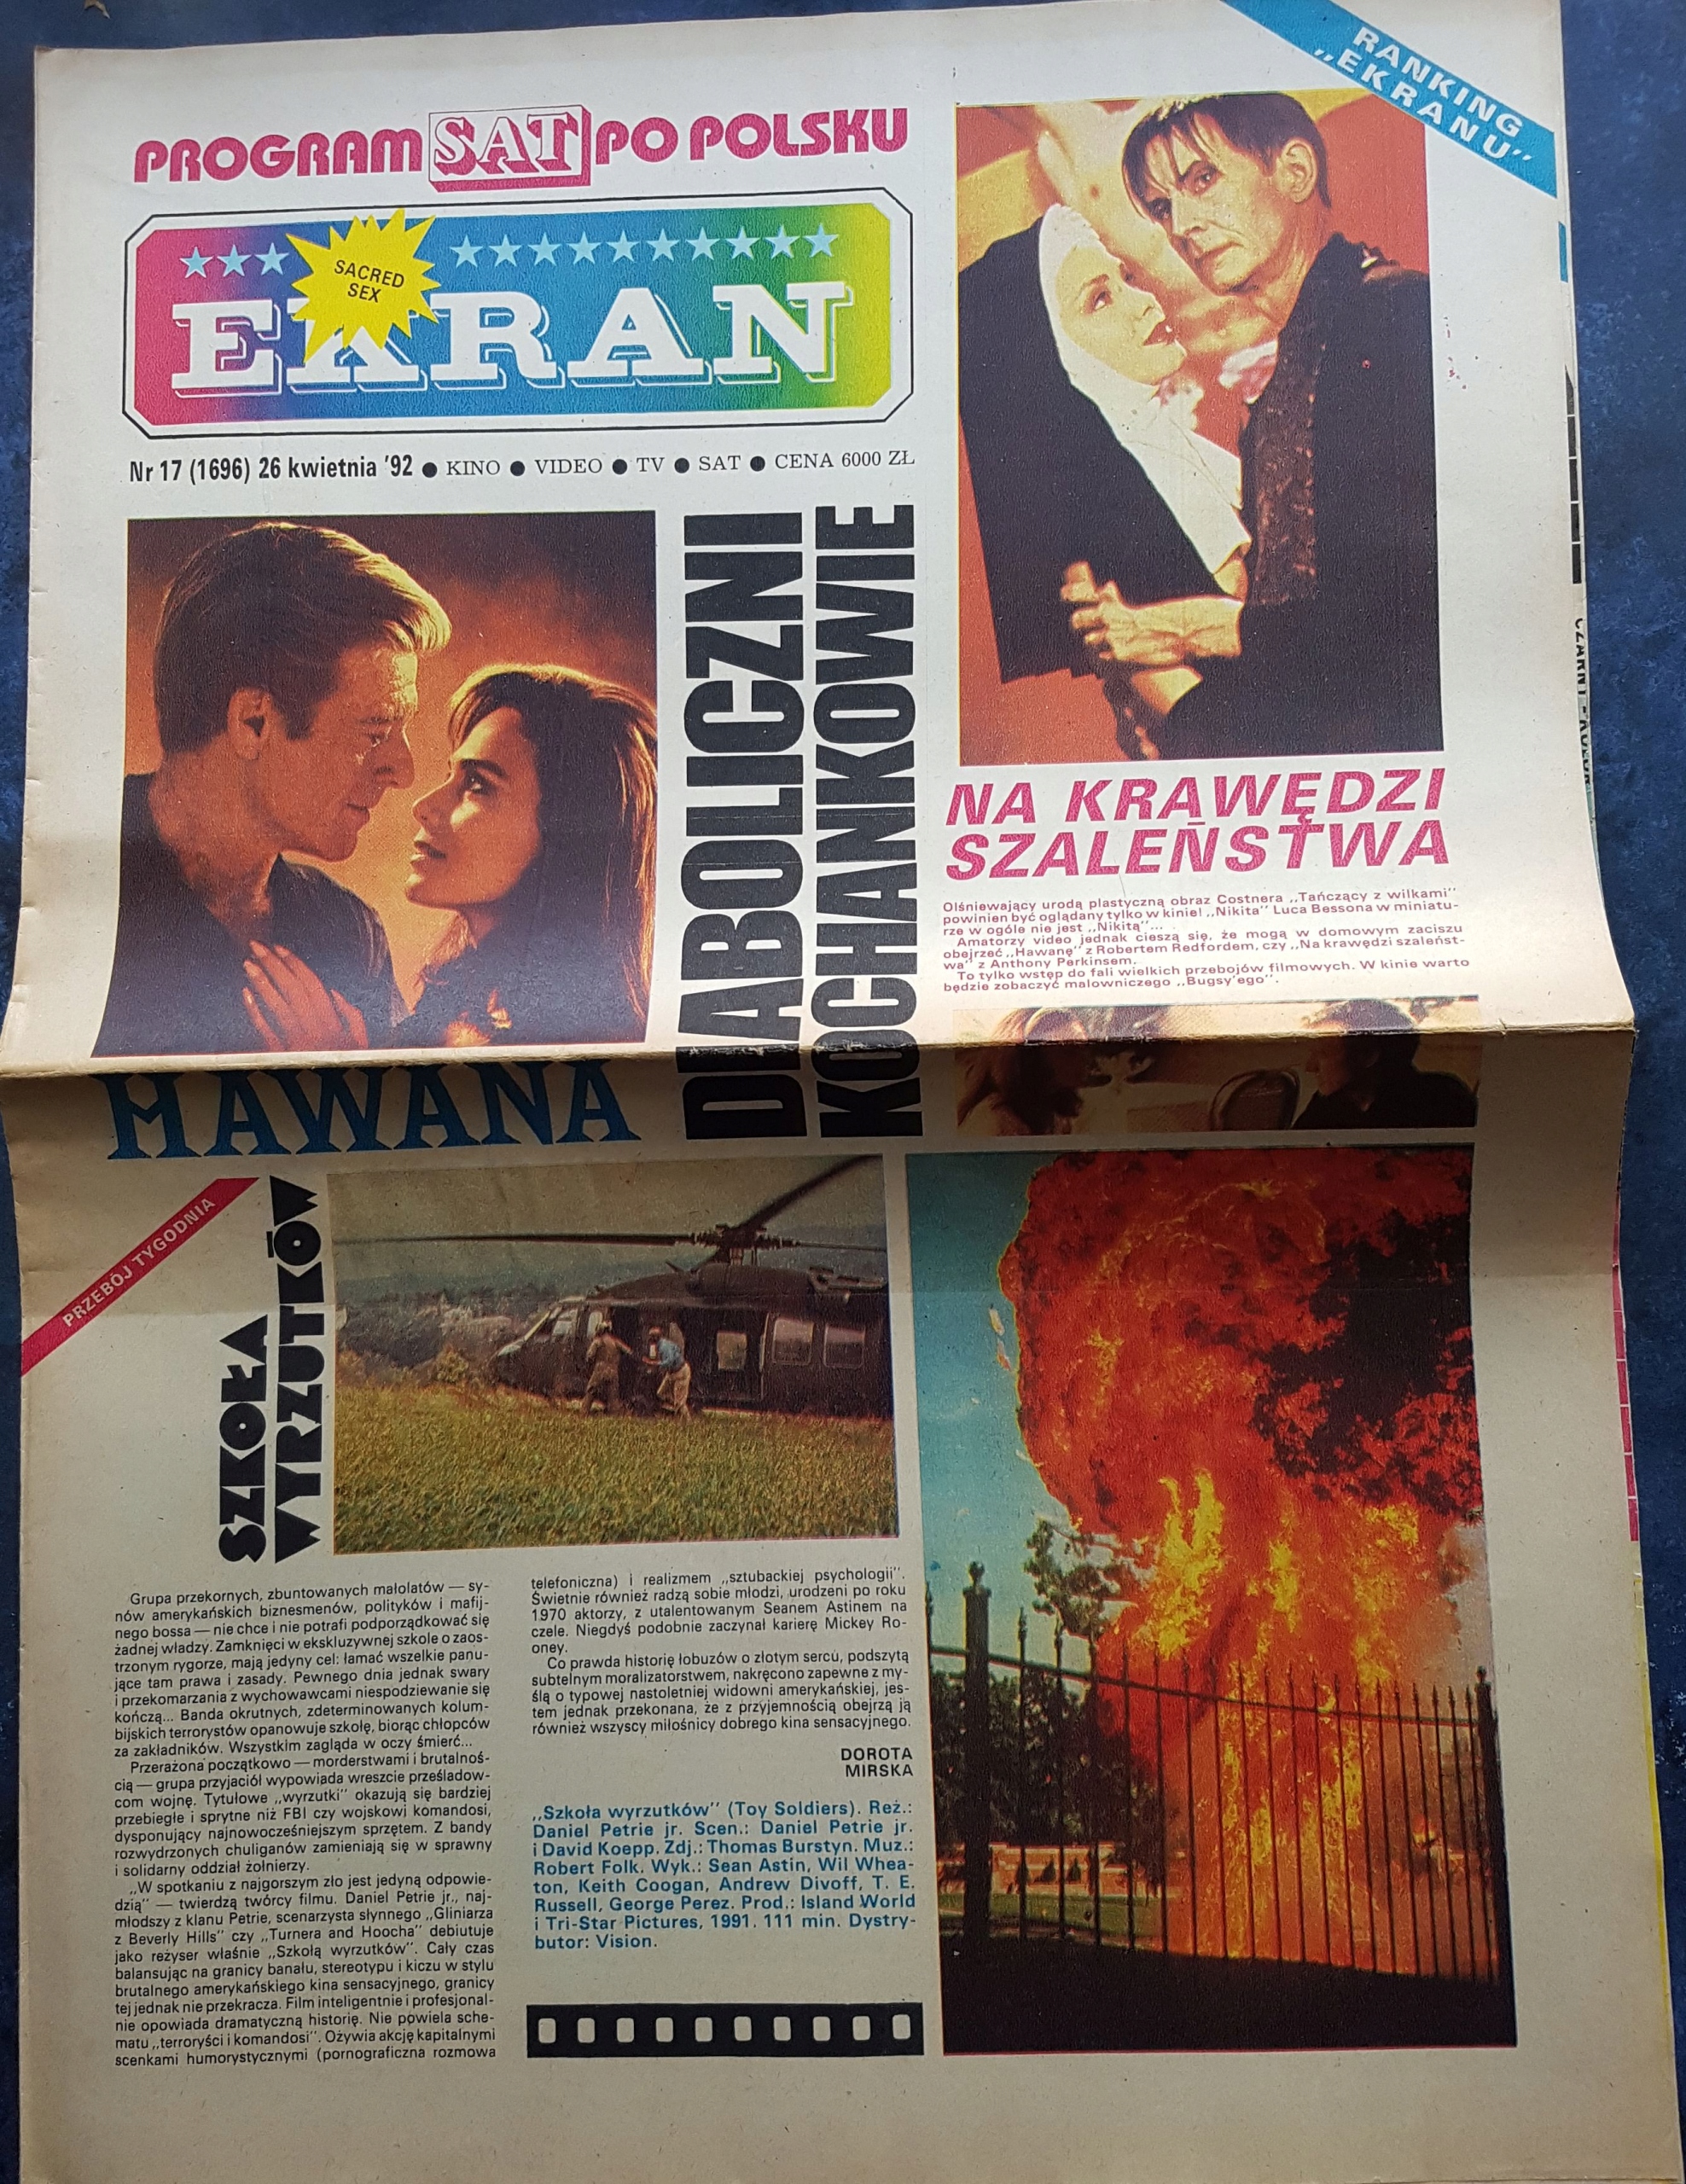 RANKING
„EKRANU”
PROGRAM SAT PO POLSKU
SACRED
SEX
EKRAN
Nr 17 (1696) 26 kwietnia '92 ● KINO ● VIDEO ● TV ● SAT ● CENA 6000 ZŁ
DIABOLICZNI
KOCHANKOWIE
HAWANA
NA KRAWĘDZI
SZALEŃSTWA
Olśniewający urodą plastyczną obraz Costnera „Tańczący z wilkami”
powinien być oglądany tylko w kinie! „Nikita” Luca Bessona w miniatu-
rze w ogóle nie jest „Nikitą”...
Amatorzy video jednak cieszą się, że mogą w domowym zaciszu
obejrzeć „Hawanę” z Robertem Redfordem, czy „Na krawędzi szaleńst-
wa” z Anthony Perkinsem.
To tylko wstęp do fali wielkich przebojów filmowych. W kinie warto
będzie zobaczyć malowniczego „Bugsy'ego”.
PRZEBÓJ TYGODNIA
SZKOŁA
WYRZUTKÓW
Grupa przekornych, zbuntowanych małolatów — sy-
nów amerykańskich biznesmenów, polityków i mafij-
nego bossa — nie chce i nie potrafi podporządkować się
żadnej władzy. Zamknięci w ekskluzywnej szkole o zaos-
trzonym rygorze, mają jedyny cel: łamać wszelkie panu-
jące tam prawa i zasady. Pewnego dnia jednak swary
i przekomarzania z wychowawcami niespodziewanie się
kończą... Banda okrutnych, zdeterminowanych kolum-
bijskich terrorystów opanowuje szkołę, biorąc chłopców
za zakładników. Wszystkim zagląda w oczy śmierć...
Przerażona początkowo — morderstwami i brutalnoś-
cią — grupa przyjaciół wypowiada wreszcie prześladow-
com wojnę. Tytułowe „wyrzutki” okazują się bardziej
przebiegłe i sprytne niż FBI czy wojskowi komandosi,
dysponujący najnowocześniejszym sprzętem. Z bandy
rozwydrzonych chuliganów zamieniają się w sprawny
i solidarny oddział żołnierzy.
„W spotkaniu z najgorszym zło jest jedyną odpowie-
dzią” — twierdzą twórcy filmu. Daniel Petrie jr., naj-
młodszy z klanu Petrie, scenarzysta słynnego „Gliniarza
z Beverly Hills” czy „Turnera and Hoocha” debiutuje
jako reżyser właśnie „Szkołą wyrzutków”. Cały czas
balansując na granicy banału, stereotypu i kiczu w stylu
brutalnego amerykańskiego kina sensacyjnego, granicy
tej jednak nie przekracza. Film inteligentnie i profesjonal-
nie opowiada dramatyczną historię. Nie powiela sche-
matu „terroryści i komandosi”. Ożywia akcję kapitalnymi
scenkami humorystycznymi (pornograficzna rozmowa
telefoniczna) i realizmem „sztubackiej psychologii”.
Świetnie również radzą sobie młodzi, urodzeni po roku
1970 aktorzy, z utalentowanym Seanem Astinem na
czele. Niegdyś podobnie zaczynał karierę Mickey Ro-
oney.
Co prawda historię łobuzów o złotym sercu, podszytą
subtelnym moralizatorstwem, nakręcono zapewne z my-
ślą o typowej nastoletniej widowni amerykańskiej, jes-
tem jednak przekonana, że z przyjemnością obejrzą ją
również wszyscy miłośnicy dobrego kina sensacyjnego.
DOROTA
MIRSKA
„Szkoła wyrzutków” (Toy Soldiers). Reż.:
Daniel Petrie jr. Scen.: Daniel Petrie jr.
i David Koepp. Zdj.: Thomas Burstyn. Muz.:
Robert Folk. Wyk.: Sean Astin, Wil Whea-
ton, Keith Coogan, Andrew Divoff, T. E.
Russell, George Perez. Prod.: Island World
i Tri-Star Pictures, 1991. 111 min. Dystry-
butor: Vision.